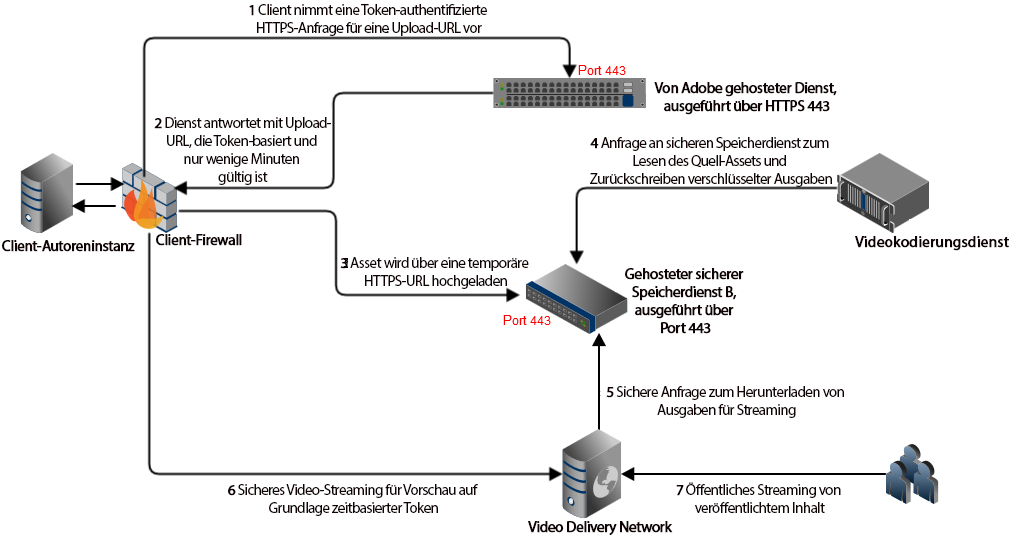 1 Client nimmt eine Token-authentifizierte
HTTPS-Anfrage für eine Upload-URL vor
Port 443
Von Adobe gehosteter Dienst,
ausgeführt über HTTPS 443
2 Dienst antwortet mit Upload-
URL, die Token-basiert und
nur wenige Minuten
gültig ist
4 Anfrage an sicheren Speicherdienst zum
Lesen des Quell-Assets und
Zurückschreiben verschlüsselter Ausgaben
Client-Autoreninstanz
Client-Firewall
Videokodierungsdienst
3 Asset wird über eine temporäre
HTTPS-URL hochgeladen
Gehosteter sicherer
Speicherdienst B,
ausgeführt über
Port 443
Port 443
5 Sichere Anfrage zum Herunterladen von
Ausgaben für Streaming
6 Sicheres Video-Streaming für Vorschau auf
Grundlage zeitbasierter Token
7 Öffentliches Streaming von
veröffentlichtem Inhalt
Video Delivery Network